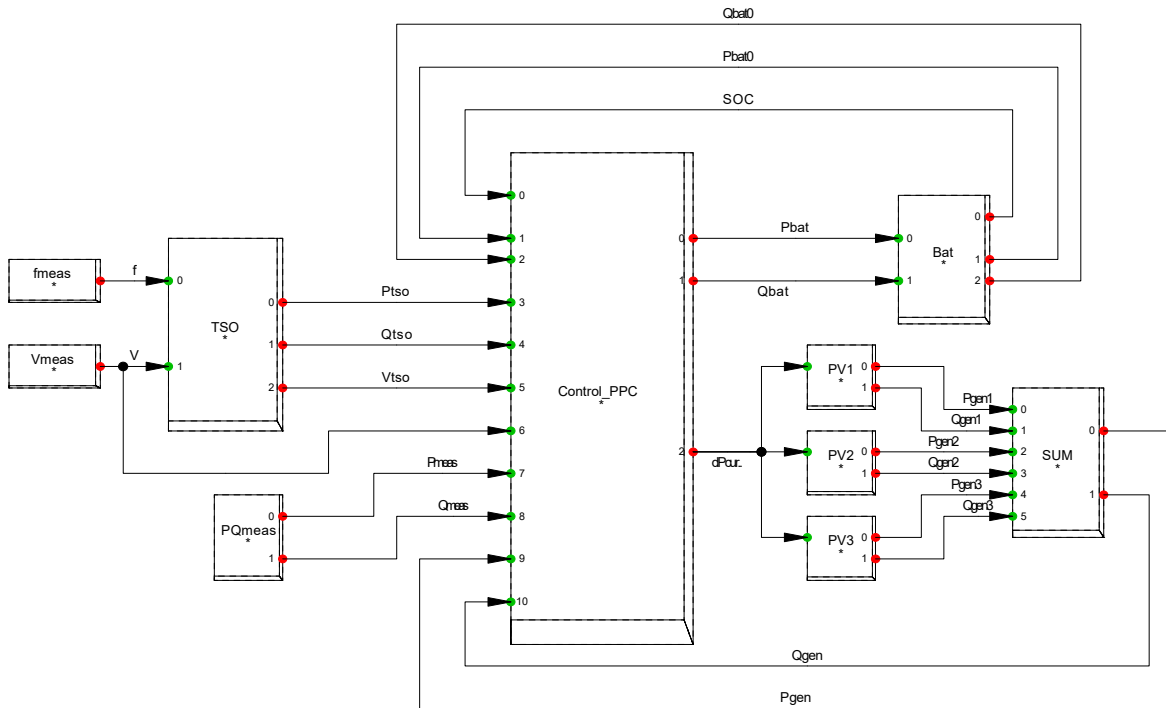 Qbat0
Pbat0
SOC
0
1
2
3
4
5
6
7
8
9
10
Control_PPC
*
0
1
2
fmeas
*
f
Vmeas
*
V
0
1
TSO
*
0
1
2
Ptso
Qtso
Vtso
PQmeas
*
0
1
Pmeas
Qmeas
Pbat
Qbat
0
1
Bat
*
0
1
2
dPcur..
PV1
*
0
1
PV2
*
0
1
PV3
*
0
1
Pgen1
Qgen1
Pgen2
Qgen2
Pgen3
Qgen3
0
1
2
3
4
5
SUM
*
0
1
Qgen
Pgen